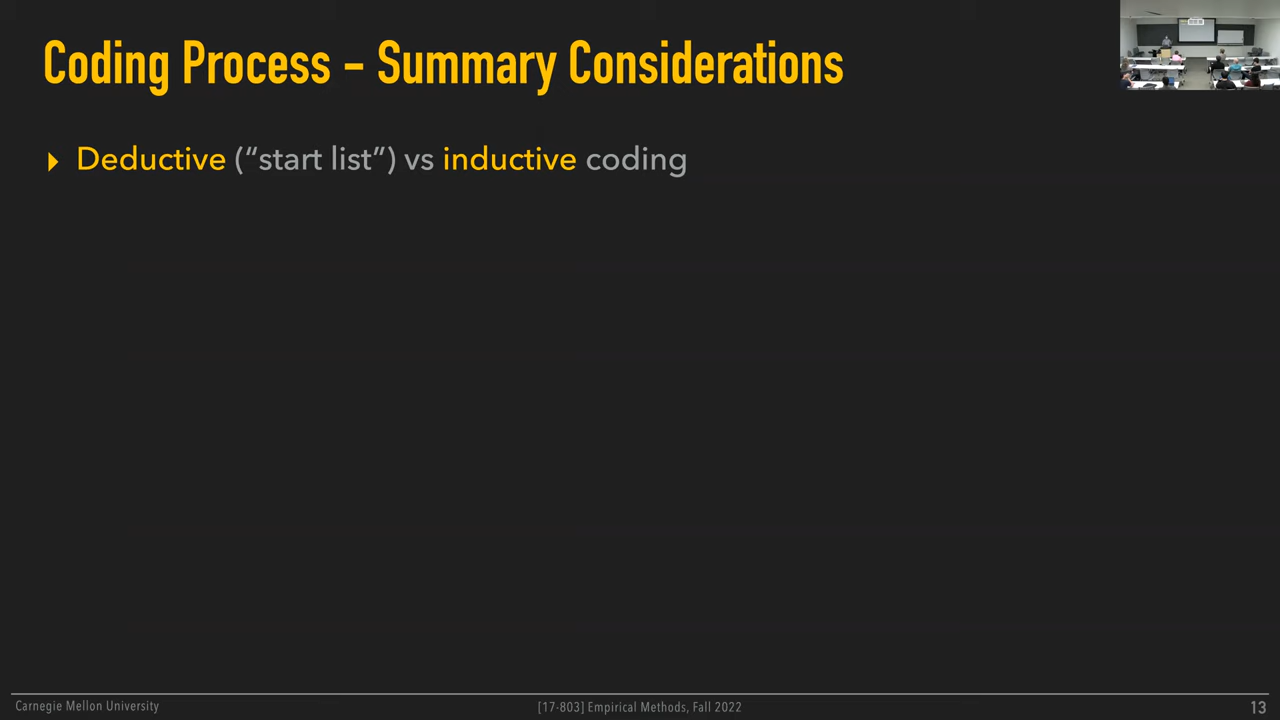 Coding Process – Summary Considerations
Deductive (“start list”) vs inductive coding
Carnegie Mellon University
[17-803] Empirical Methods, Fall 2022
13